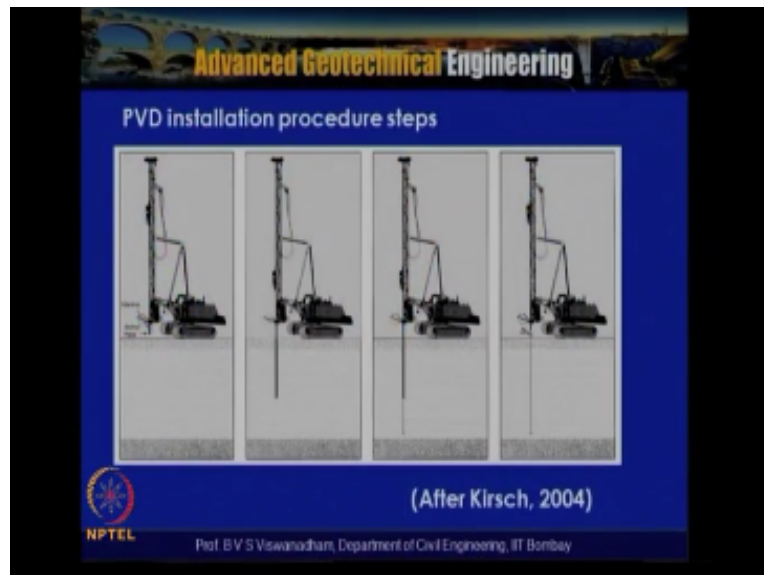 Advanced Geotechnical Engineering
PVD installation procedure steps
(After Kirsch, 2004)
NPTEL
Prof. B V S Viswanadham, Department of Civil Engineering, IIT Bombay